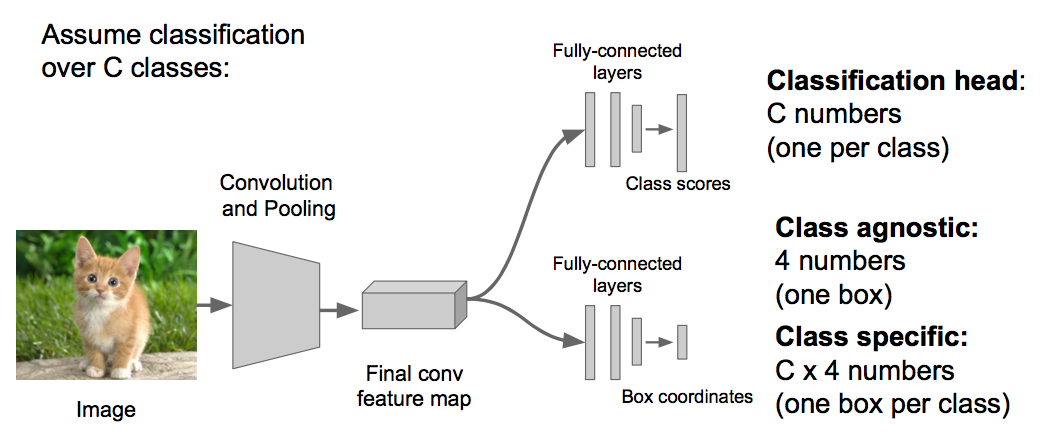 Assume classification
over C classes:
Fully-connected
layers
Classification head:
C numbers
(one per class)
Class scores
Convolution
and Pooling
Image
Final conv
feature map
Fully-connected
layers
Box coordinates
Class agnostic:
4 numbers
(one box)
Class specific:
C x 4 numbers
(one box per class)